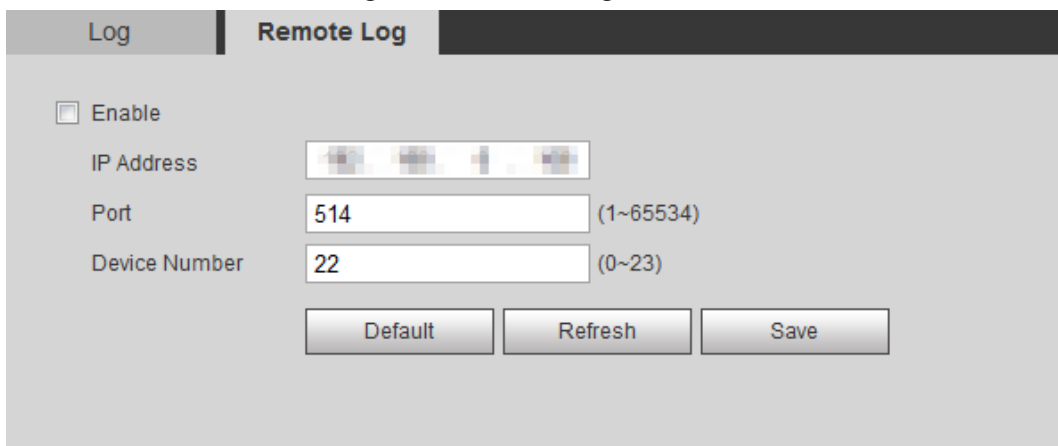 Log Remote Log
Enable
IP Address
Port 514 (1~65534)
Device Number 22 (0~23)
Default Refresh Save